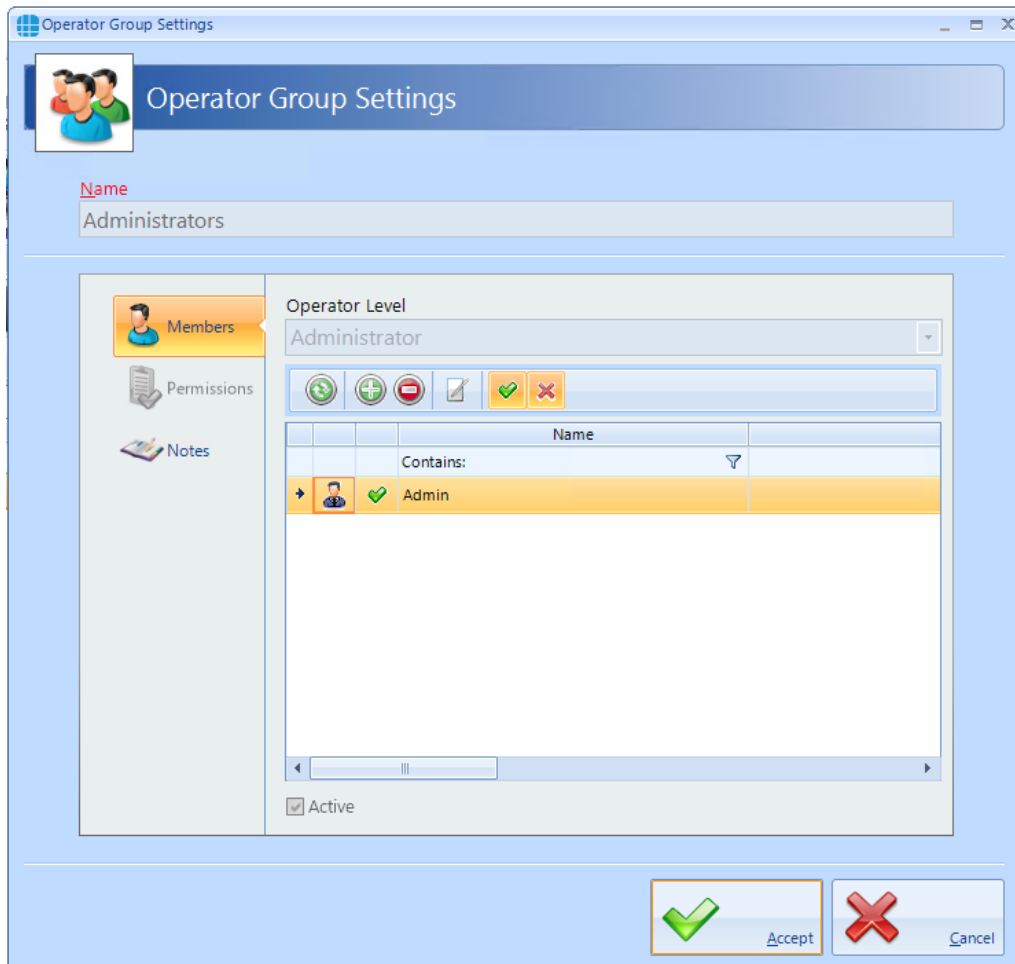 Operator Group Settings
Operator Group Settings
Name
Administrators
Members
Permissions
Notes
Operator Level
Administrator
Name
Contains:
Admin
Active
Accept
Cancel